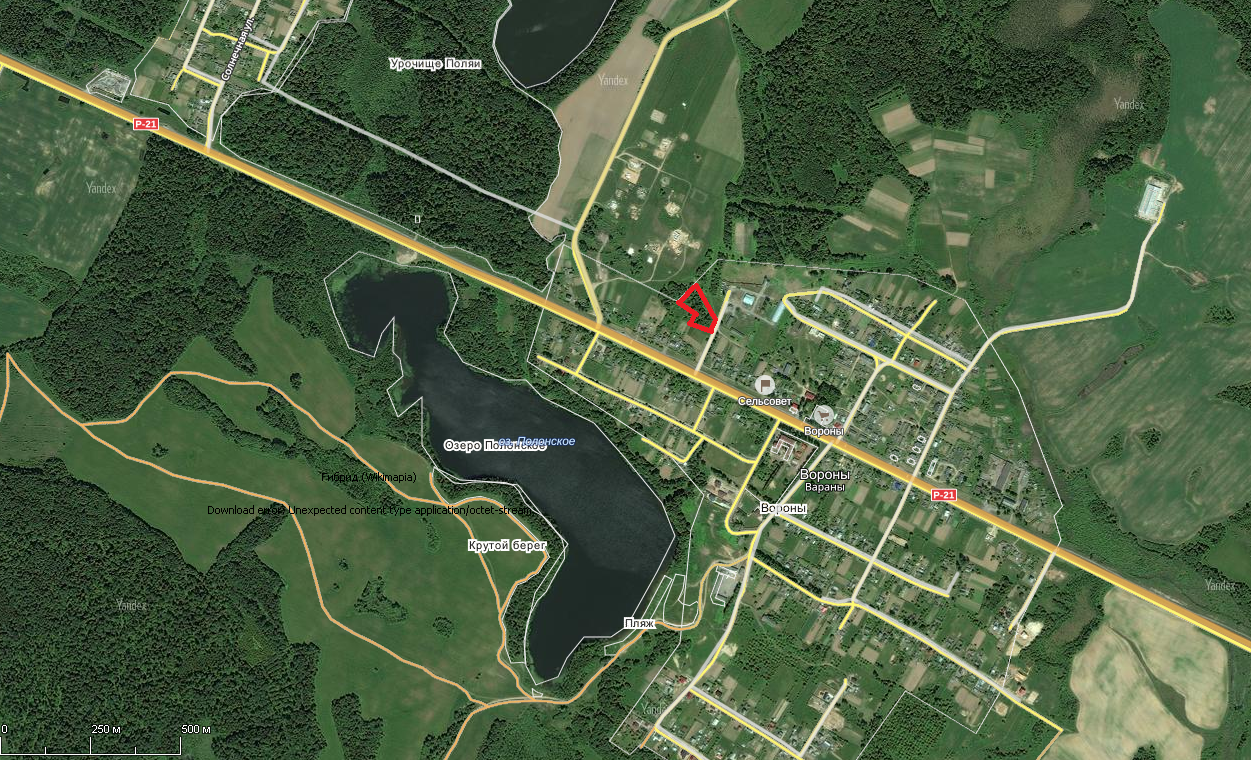 Солнечная ул.
Урочище Поляи
Yandex
Yandex
Р-21
Yandex
Сельсовет
Вороны
оз. Полонское
Озеро Полонское
Гибрид (Wikimapia)
Вороны
Вараны
Р-21
Вороны
Download error: Unexpected content type application/octet-stream
Крутой берег
Yandex
Yandex
Пляж
Yandex
0
250 м
500 м